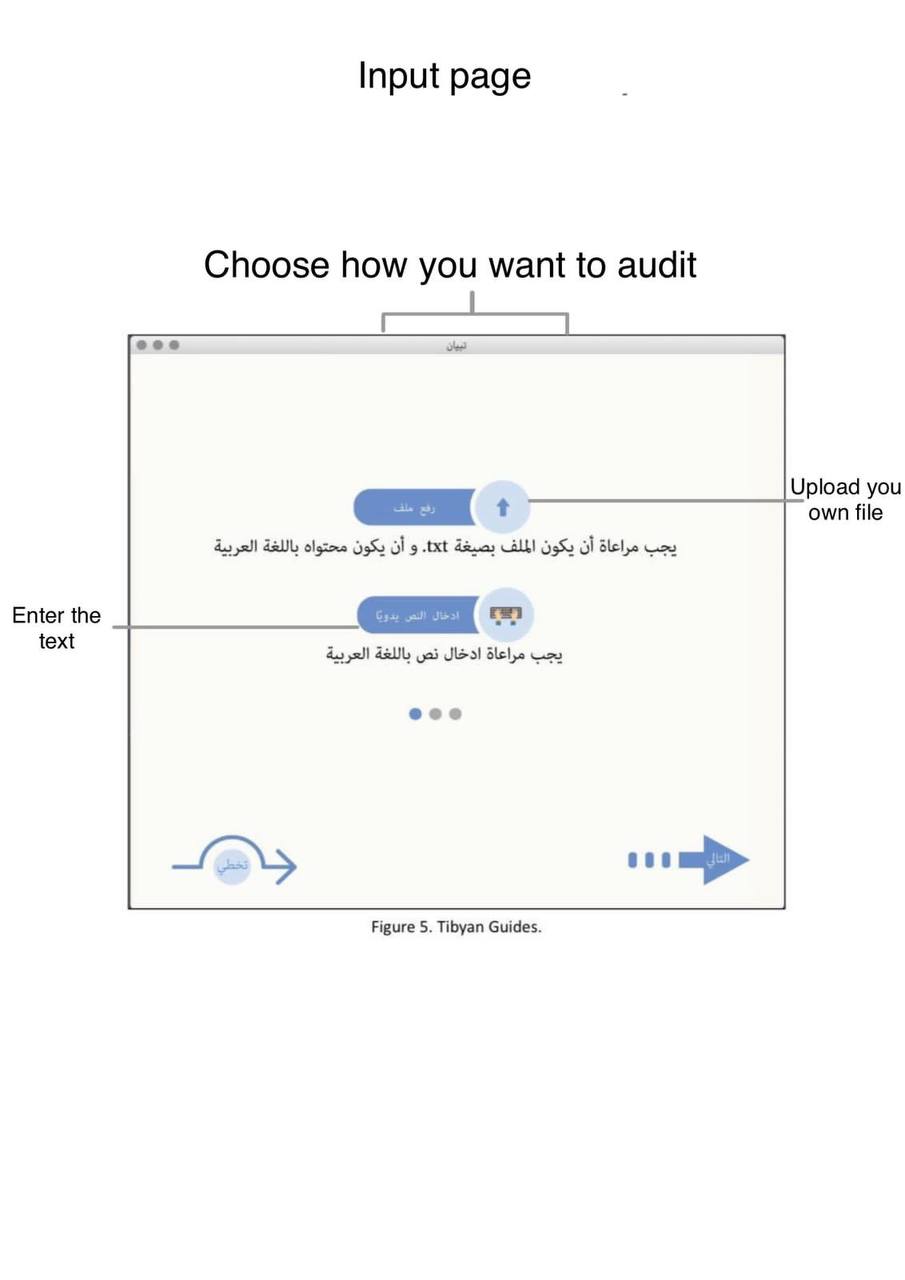 Input page
-
Choose how you want to audit
تبيان
رفع ملف
Upload you
own file
يجب مراعاة أن يكون الملف بصيغة txt. و أن يكون محتواه باللغة العربية
Enter the
text
ادخال النص يدويًا
يجب مراعاة ادخال نص باللغة العربية
تخطي
التالي
Figure 5. Tibyan Guides.